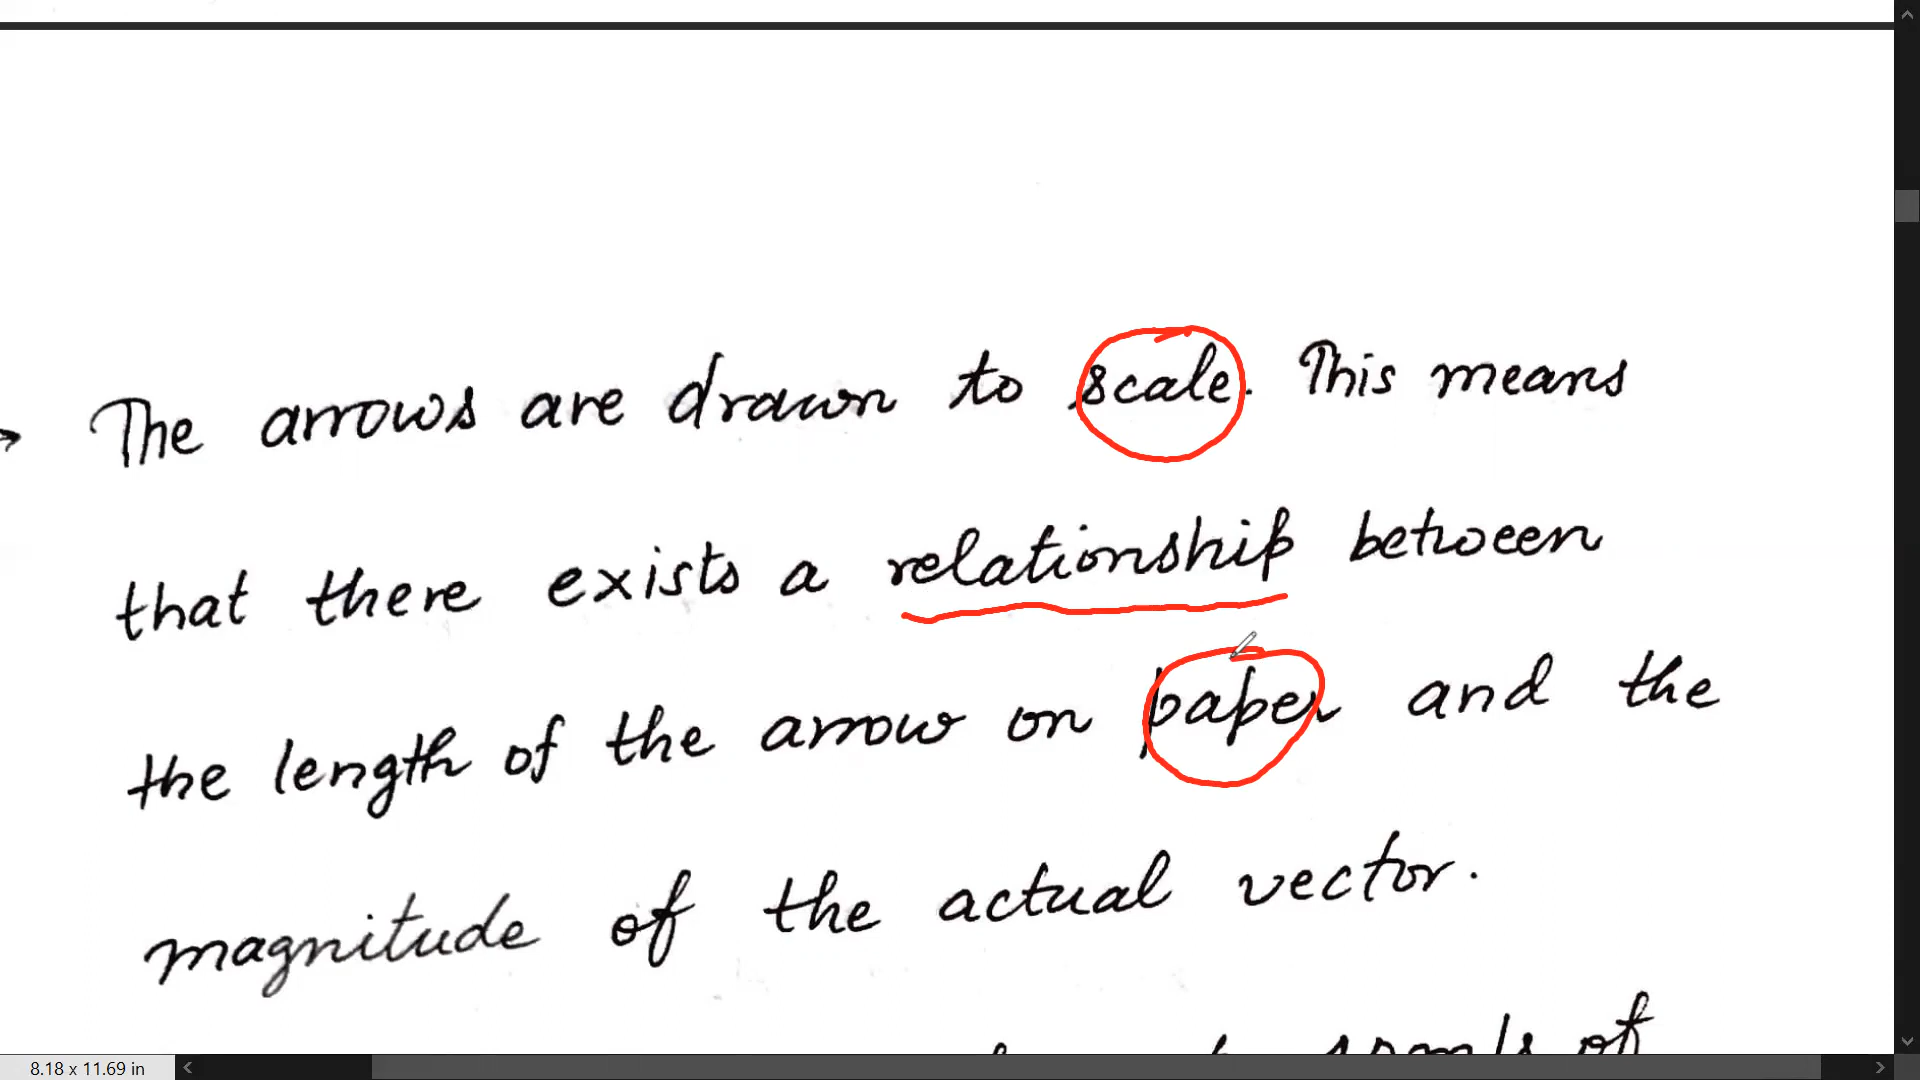 The arrows are drawn to scale. This means
that there exists a relationship between
the length of the arrow on paper and the
magnitude of the actual vector.
of
8.18 x 11.69 in